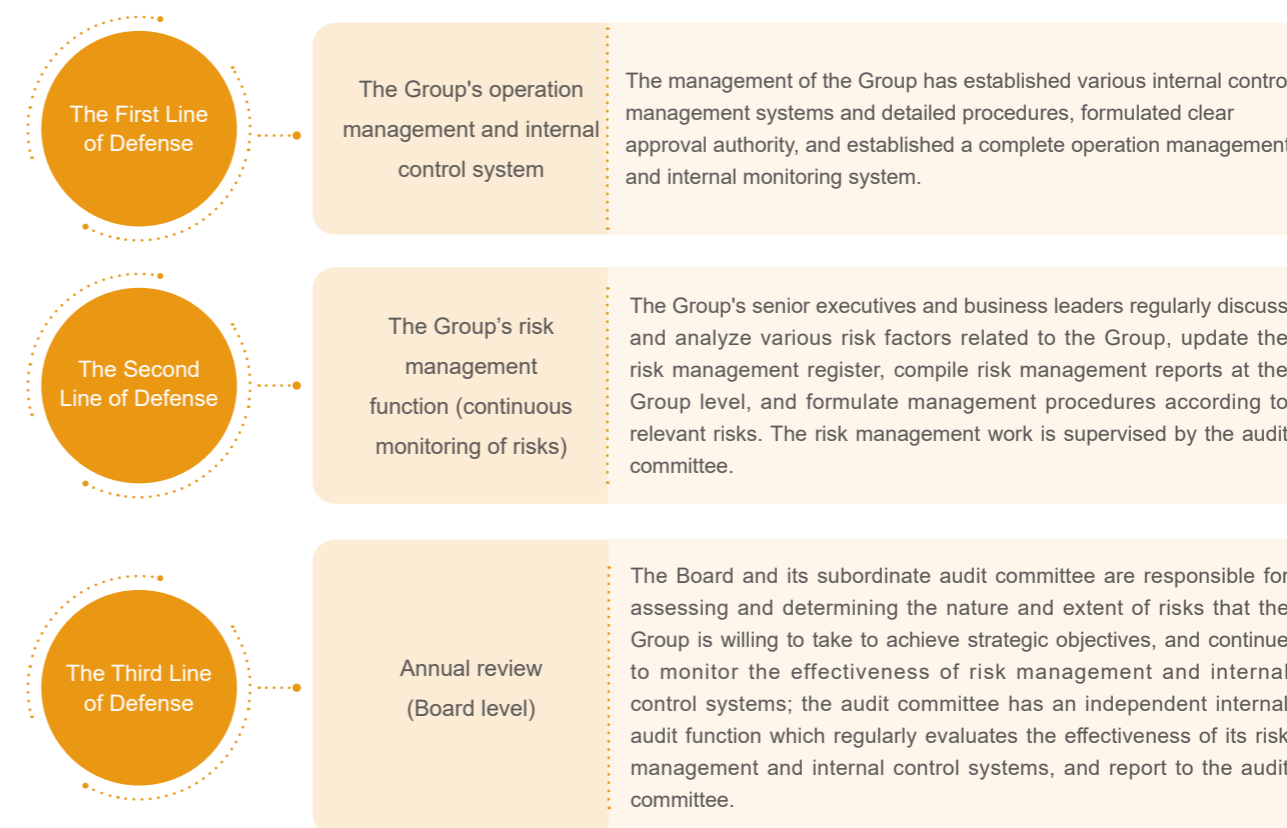 The First Line
of Defense
The Group's operation
management and internal
control system
The management of the Group has established various internal contro
management systems and detailed procedures, formulated clear
approval authority, and established a complete operation management
and internal monitoring system.
The Second
Line of Defense
The Group’s risk
management
function (continuous
monitoring of risks)
The Group's senior executives and business leaders regularly discuss
and analyze various risk factors related to the Group, update the
risk management register, compile risk management reports at the
Group level, and formulate management procedures according to
relevant risks. The risk management work is supervised by the audit
committee.
The Third Line
of Defense
Annual review
(Board level)
The Board and its subordinate audit committee are responsible for
assessing and determining the nature and extent of risks that the
Group is willing to take to achieve strategic objectives, and continue
to monitor the effectiveness of risk management and internal
control systems; the audit committee has an independent internal
audit function which regularly evaluates the effectiveness of its risk
management and internal control systems, and report to the audit
committee.